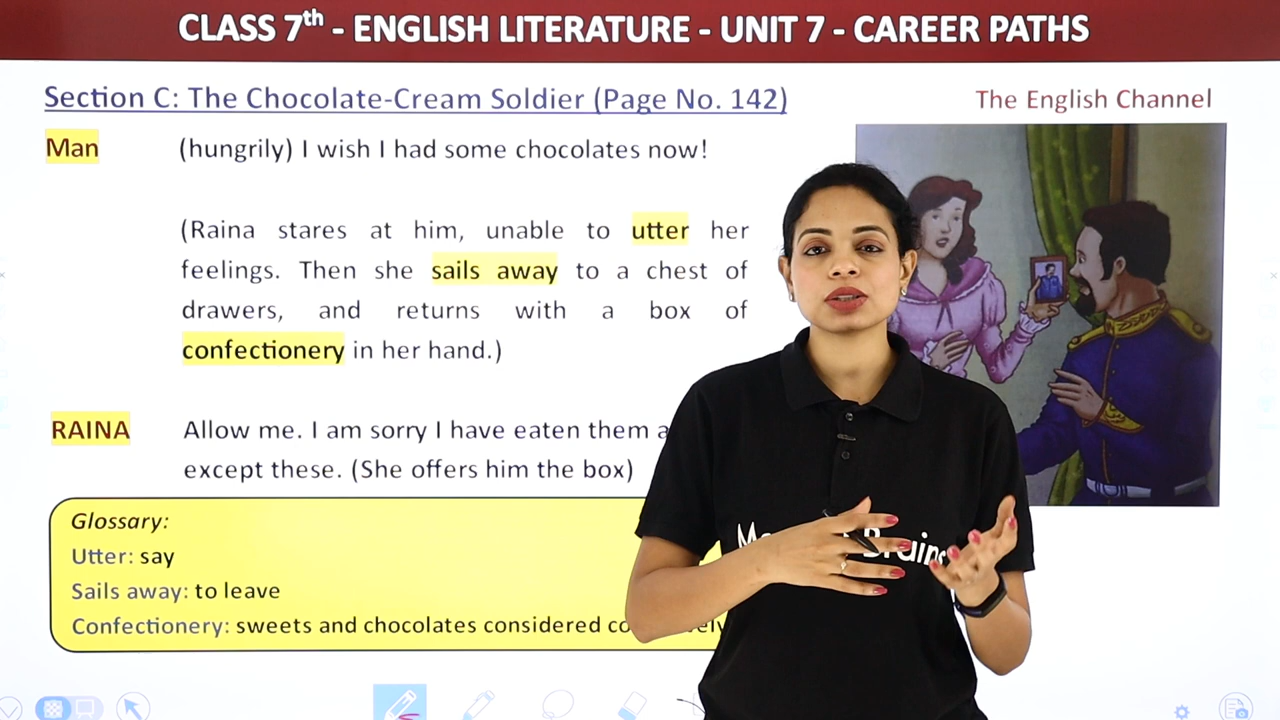 CLASS 7th - ENGLISH LITERATURE - UNIT 7 - CAREER PATHS
Section C: The Chocolate-Cream Soldier (Page No. 142)
The English Channel
Man (hungrily) I wish I had some chocolates now!
(Raina stares at him, unable to utter her
feelings. Then she sails away to a chest of
drawers, and returns with a box of
confectionery in her hand.)
RAINA Allow me. I am sorry I have eaten them
except these. (She offers him the box)
Glossary:
Utter: say
Sails away: to leave
Confectionery: sweets and chocolates considered